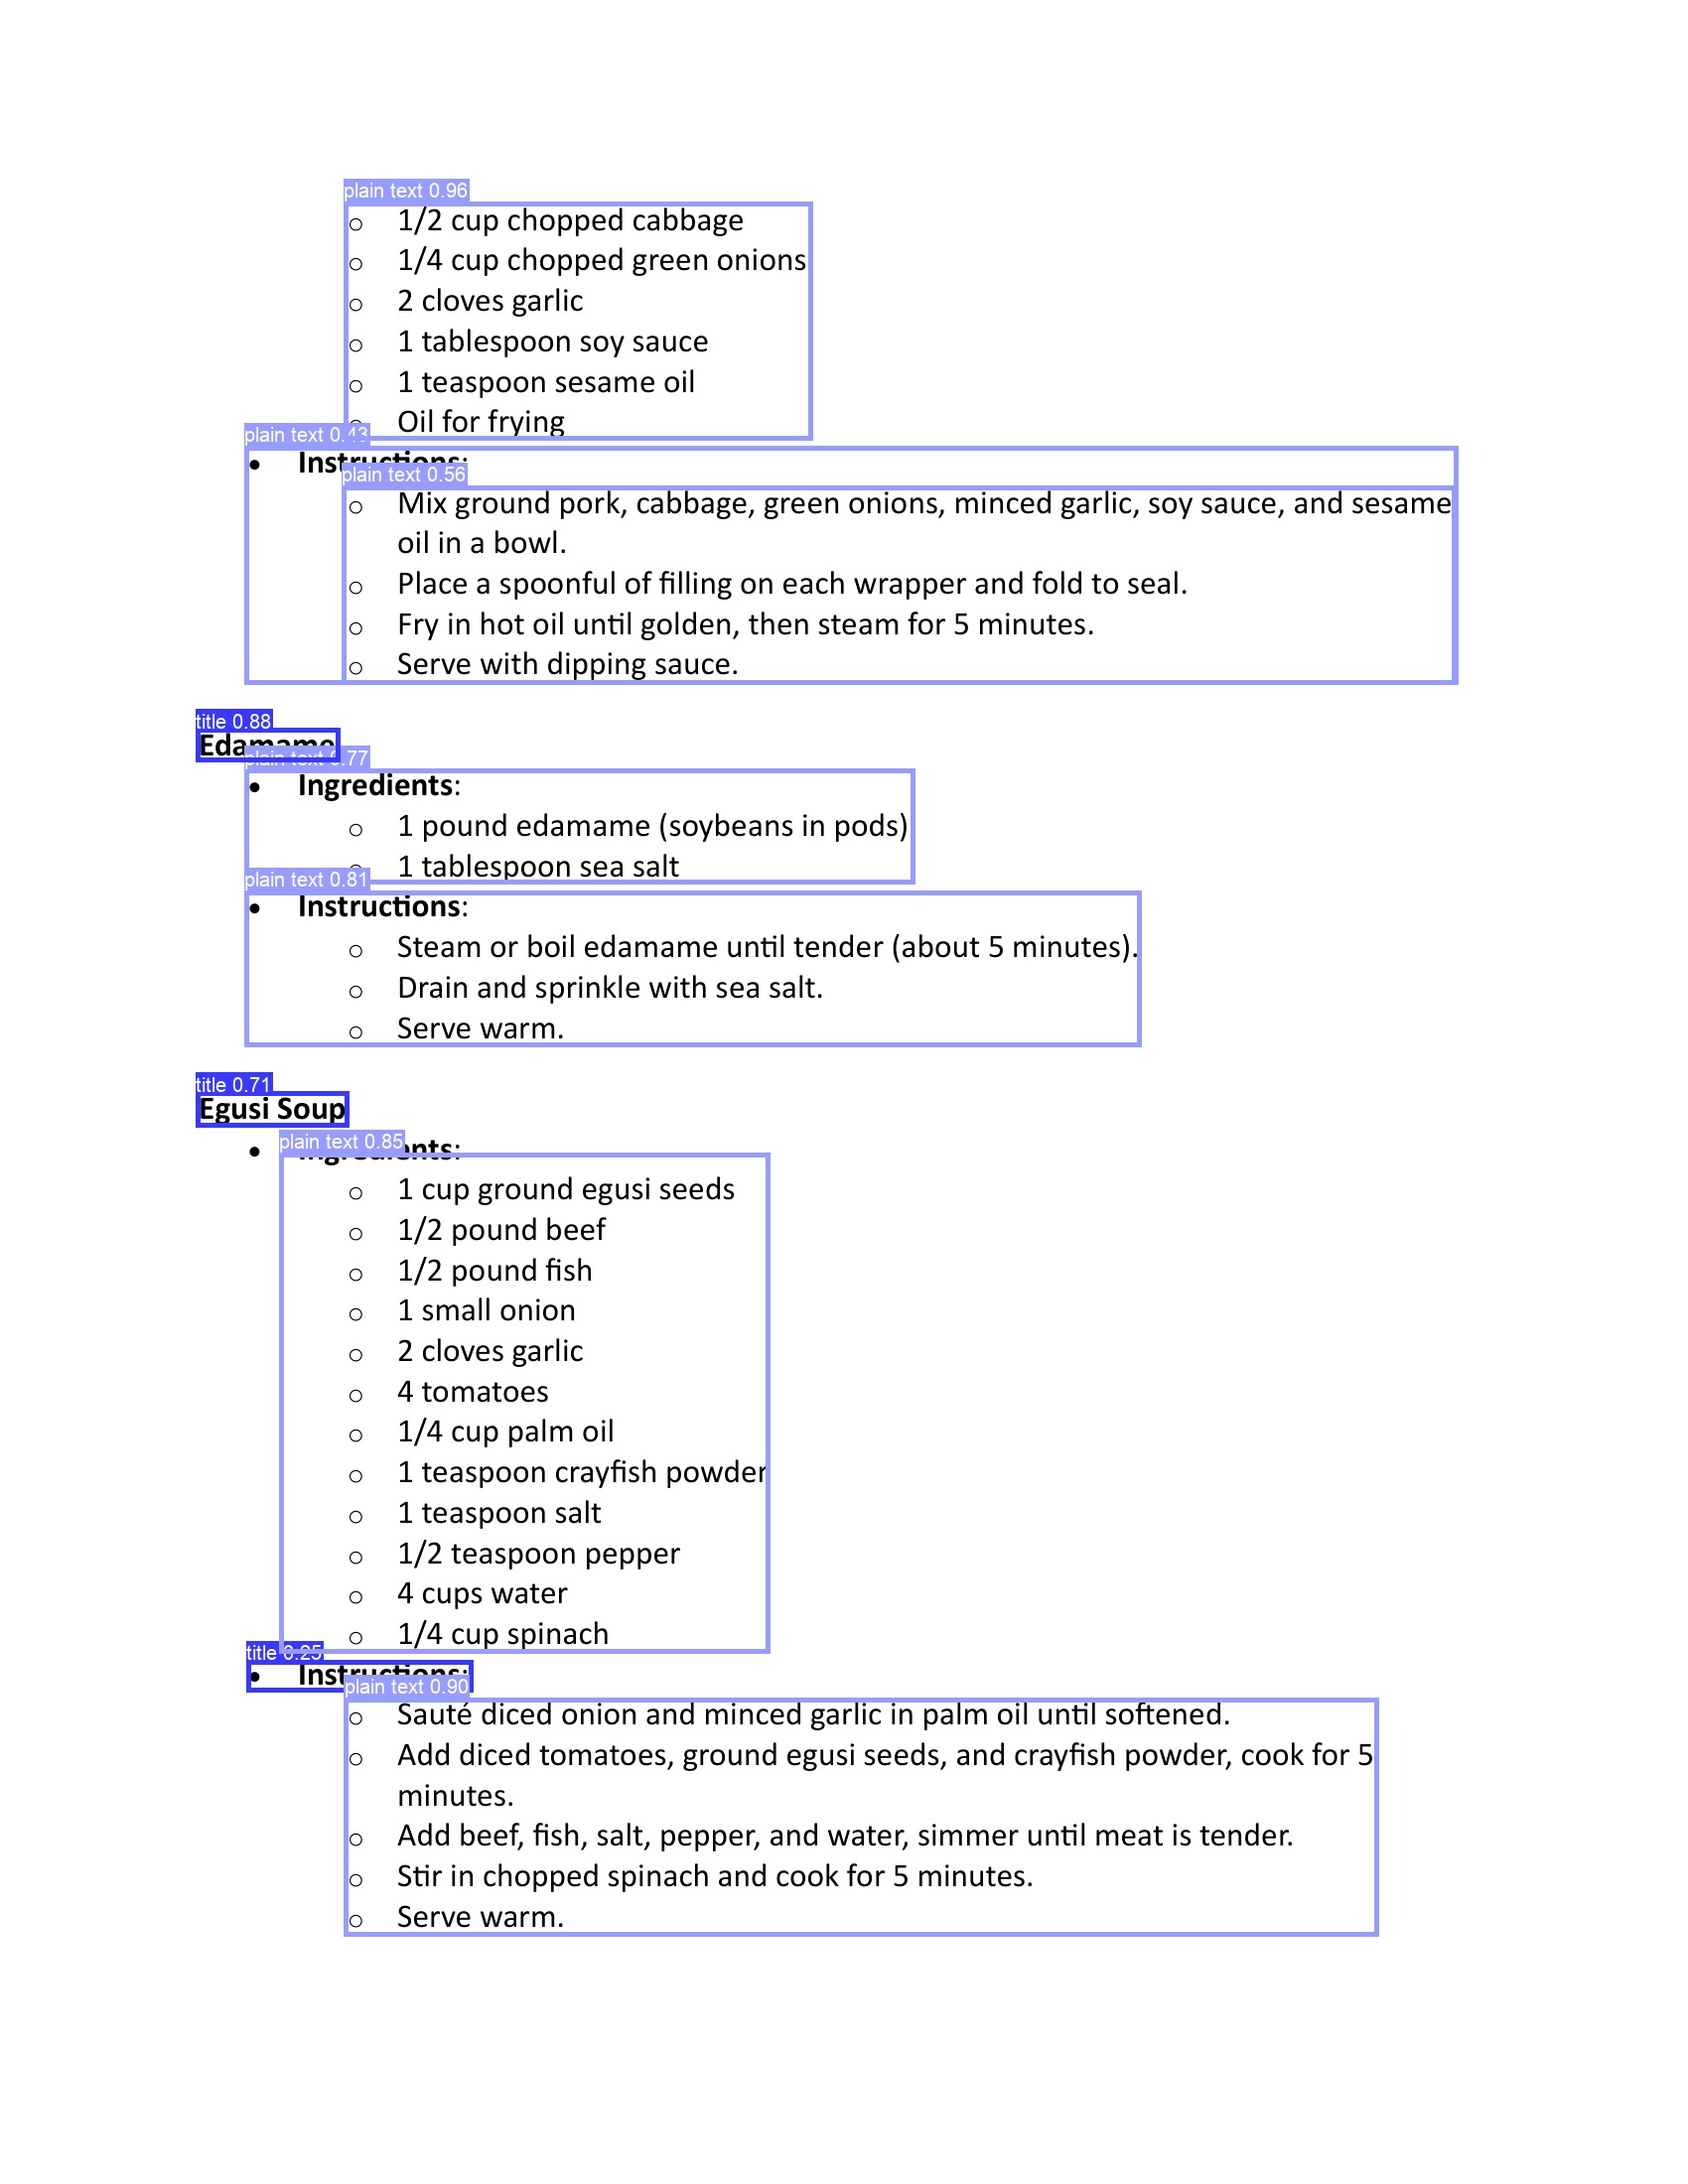 plain text 0.96
○ 1/2 cup chopped cabbage
○ 1/4 cup chopped green onions
○ 2 cloves garlic
○ 1 tablespoon soy sauce
○ 1 teaspoon sesame oil
○ Oil for frying
plain text 0.43
• Instructions:
plain text 0.56
○ Mix ground pork, cabbage, green onions, minced garlic, soy sauce, and sesame
oil in a bowl.
○ Place a spoonful of filling on each wrapper and fold to seal.
○ Fry in hot oil until golden, then steam for 5 minutes.
○ Serve with dipping sauce.
title 0.88
Edamame
plain text 0.77
• Ingredients:
○ 1 pound edamame (soybeans in pods)
○ 1 tablespoon sea salt
plain text 0.81
• Instructions:
○ Steam or boil edamame until tender (about 5 minutes).
○ Drain and sprinkle with sea salt.
○ Serve warm.
title 0.71
Egusi Soup
plain text 0.85
• Ingredients:
○ 1 cup ground egusi seeds
○ 1/2 pound beef
○ 1/2 pound fish
○ 1 small onion
○ 2 cloves garlic
○ 4 tomatoes
○ 1/4 cup palm oil
○ 1 teaspoon crayfish powder
○ 1 teaspoon salt
○ 1/2 teaspoon pepper
○ 4 cups water
○ 1/4 cup spinach
title 0.25
• Instructions:
plain text 0.90
○ Sauté diced onion and minced garlic in palm oil until softened.
○ Add diced tomatoes, ground egusi seeds, and crayfish powder, cook for 5
minutes.
○ Add beef, fish, salt, pepper, and water, simmer until meat is tender.
○ Stir in chopped spinach and cook for 5 minutes.
○ Serve warm.